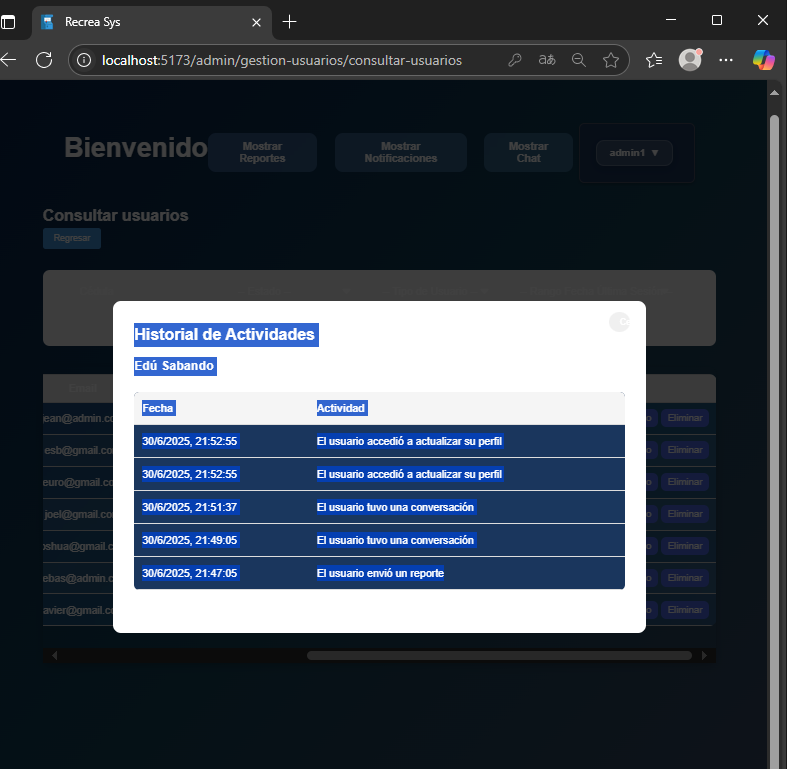 Recrea Sys
localhost:5173/admin/gestion-usuarios/consultar-usuarios
Bienvenido
Mostrar
Reportes
Mostrar
Notificaciones
Mostrar
Chat
admin1 ▼
Consultar usuarios
Regresar
Historial de Actividades
Edú Sabando
Fecha Actividad
30/6/2025, 21:52:55 El usuario accedió a actualizar su perfil
30/6/2025, 21:52:55 El usuario accedió a actualizar su perfil
30/6/2025, 21:51:37 El usuario tuvo una conversación
30/6/2025, 21:49:05 El usuario tuvo una conversación
30/6/2025, 21:47:05 El usuario envió un reporte
Email
ean@admin.co Eliminar
esb@gmail.co Eliminar
euro@gmail.co Eliminar
joel@gmail.co Eliminar
shua@gmail.c Eliminar
ebas@admin.c Eliminar
avier@gmail.co Eliminar